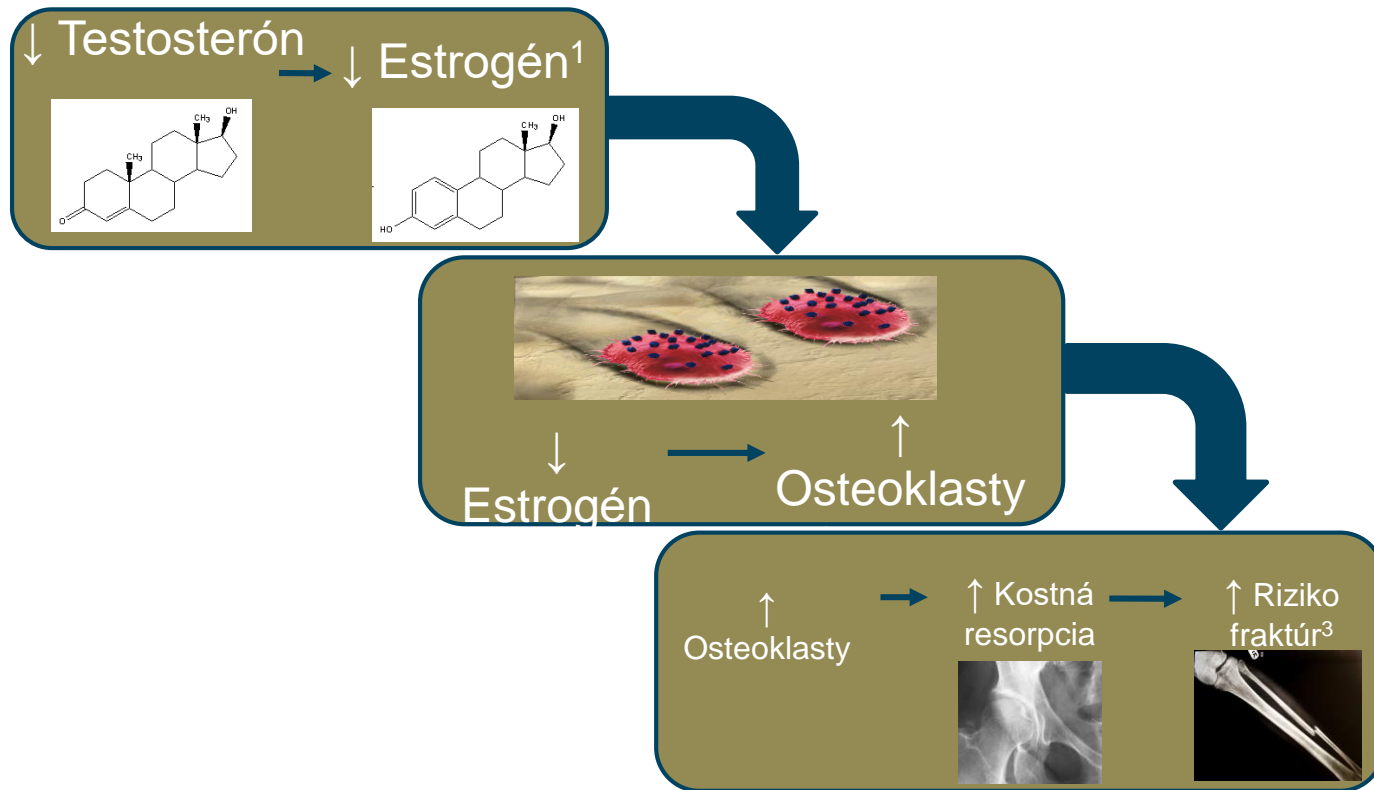 ↓ Testosterón
↓ Estrogén¹
CH₃
OH
CH₃
O
CH₃
OH
HO
↓
Estrogén
↑
Osteoklasty
↑
Osteoklasty
↑ Kostná
resorpcia
↑ Riziko
fraktúr³